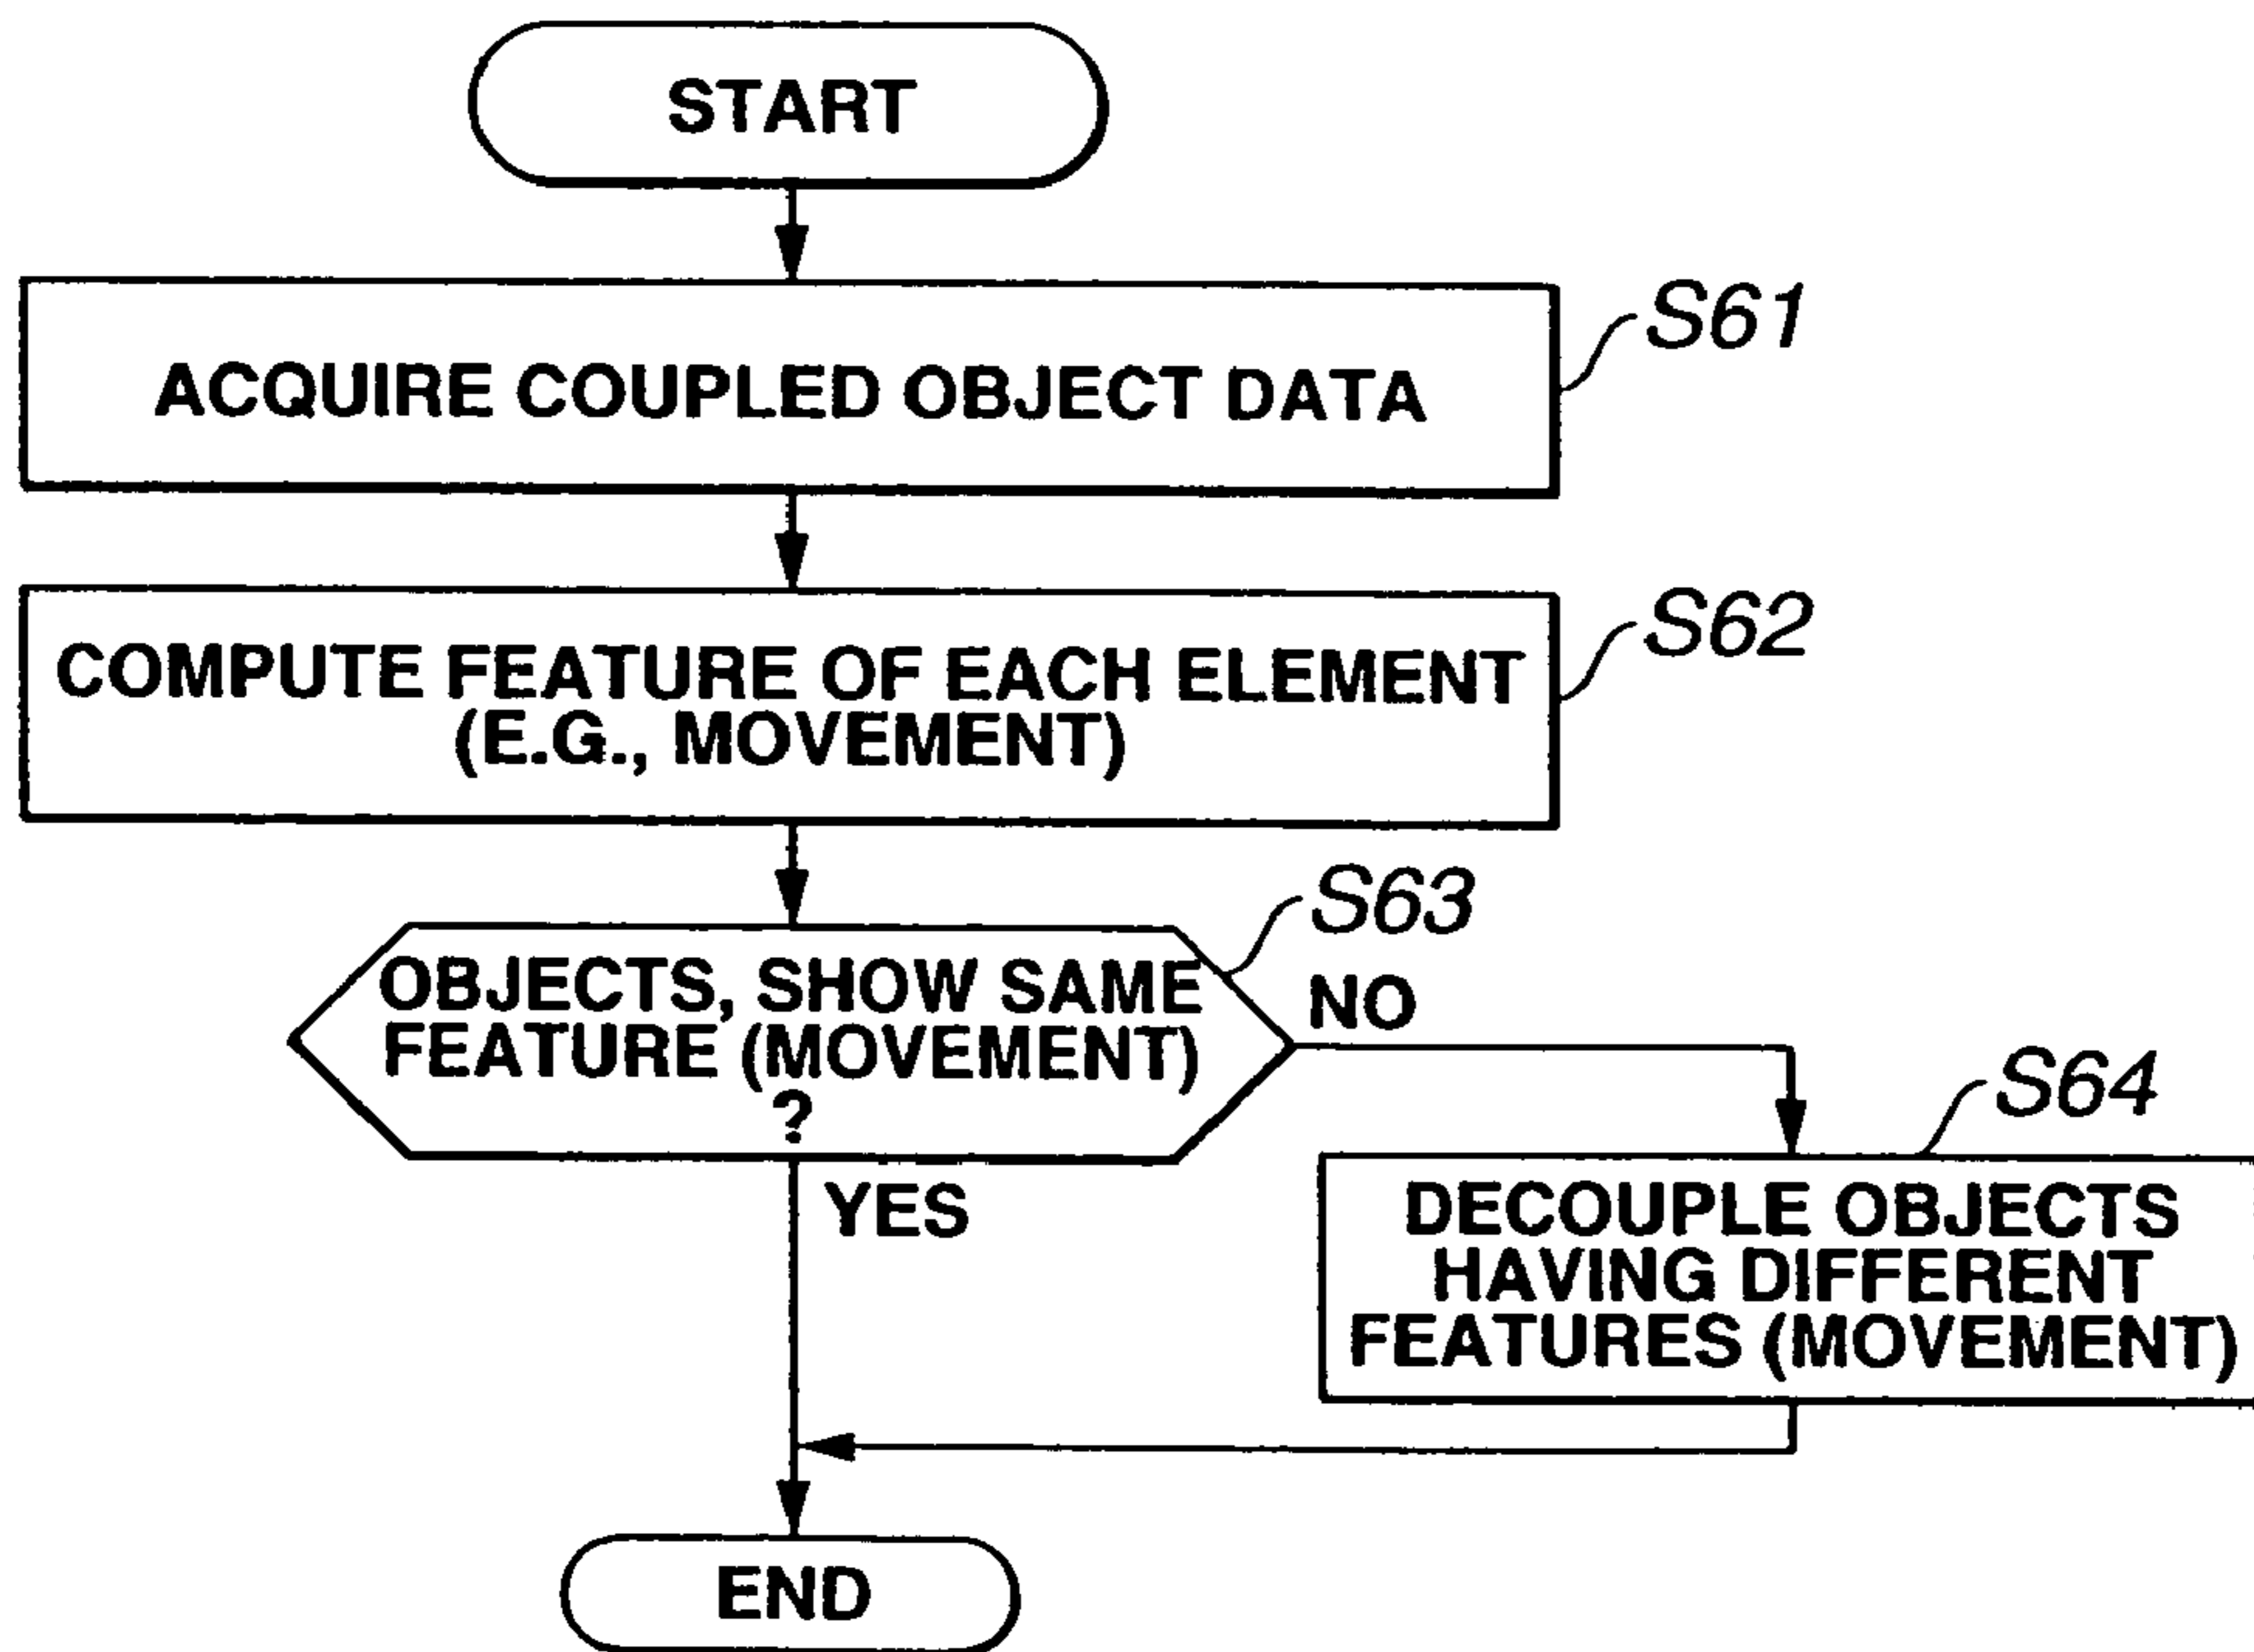 START
ACQUIRE COUPLED OBJECT DATA
S61
COMPUTE FEATURE OF EACH ELEMENT
(E.G., MOVEMENT)
S62
OBJECTS, SHOW SAME
FEATURE (MOVEMENT)
?
S63
NO
YES
S64
DECOUPLE OBJECTS
HAVING DIFFERENT
FEATURES (MOVEMENT)
END